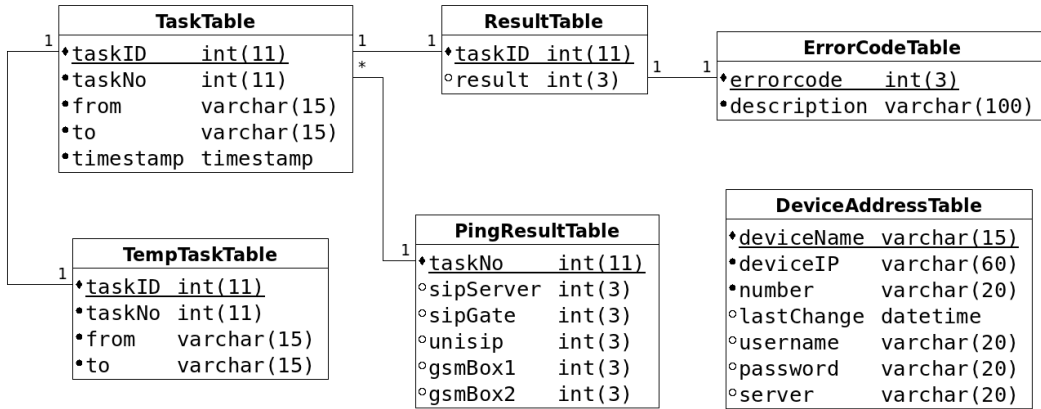 TaskTable
taskID int(11)
taskNo int(11)
from varchar(15)
to varchar(15)
timestamp timestamp
1
1
*
ResultTable
taskID int(11)
result int(3)
1
1
ErrorCodeTable
errorcode int(3)
description varchar(100)
1
TempTaskTable
taskID int(11)
taskNo int(11)
from varchar(15)
to varchar(15)
1
PingResultTable
taskNo int(11)
sipServer int(3)
sipGate int(3)
unisip int(3)
gsmBox1 int(3)
gsmBox2 int(3)
1
DeviceAddressTable
deviceName varchar(15)
deviceIP varchar(60)
number varchar(20)
lastChange datetime
username varchar(20)
password varchar(20)
server varchar(20)